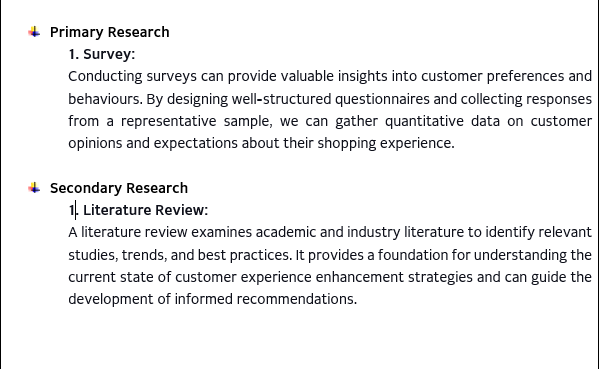 Primary Research
1. Survey:
Conducting surveys can provide valuable insights into customer preferences and
behaviours. By designing well-structured questionnaires and collecting responses
from a representative sample, we can gather quantitative data on customer
opinions and expectations about their shopping experience.
Secondary Research
1. Literature Review:
A literature review examines academic and industry literature to identify relevant
studies, trends, and best practices. It provides a foundation for understanding the
current state of customer experience enhancement strategies and can guide the
development of informed recommendations.